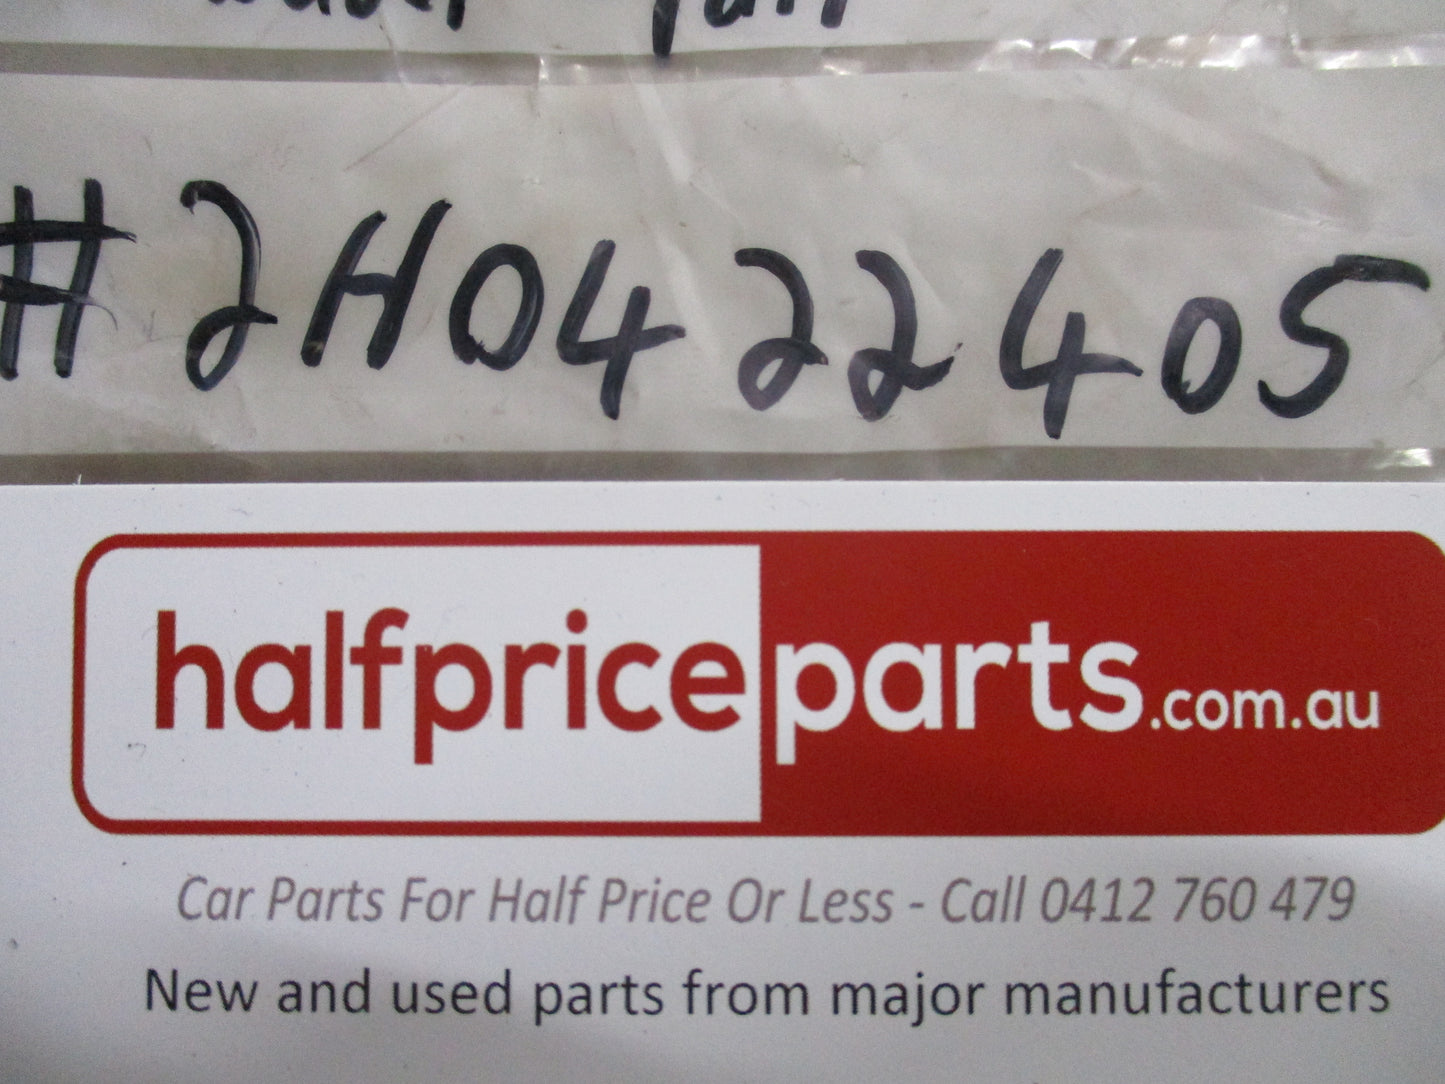 #2H0422405
halfpriceparts.com.au
Car Parts For Half Price Or Less - Call 0412 760 479
New and used parts from major manufacturers